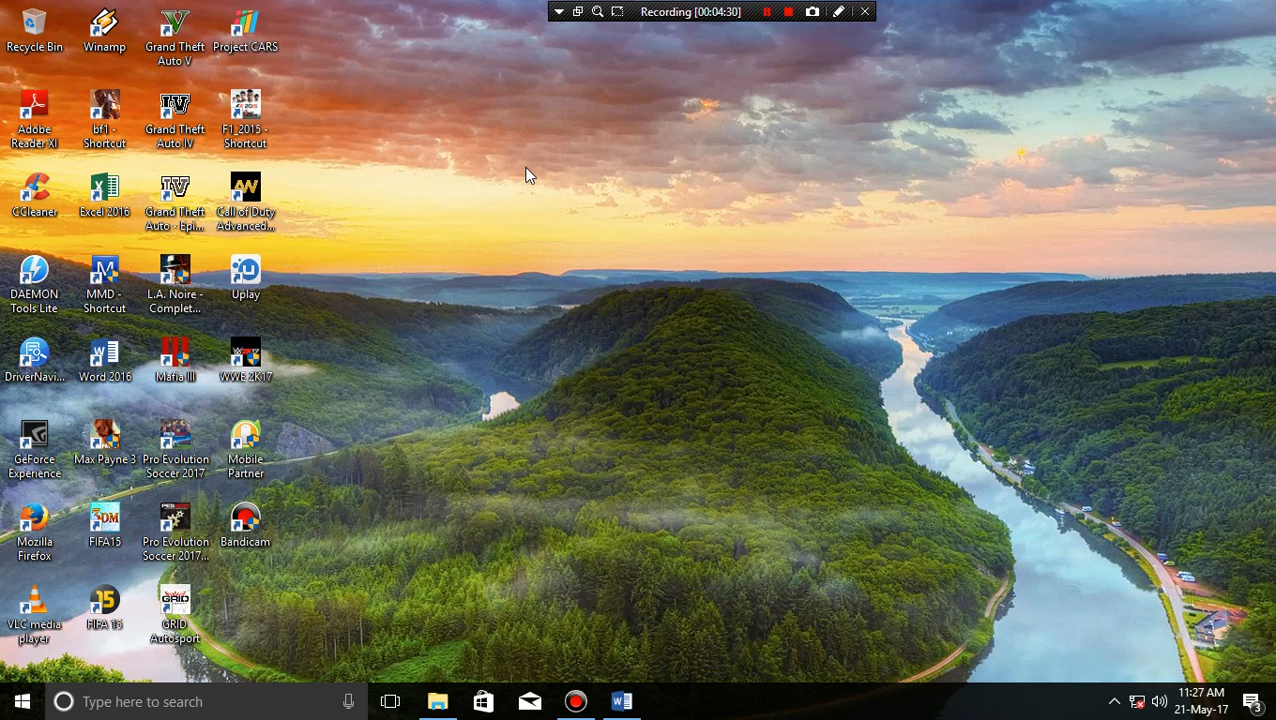 Recording [00:04:30]
Recycle Bin
Winamp
Grand Theft
Auto V
Project CARS
Adobe
Reader XI
bf1 -
Shortcut
Grand Theft
Auto IV
F1_2015 -
Shortcut
CCleaner
Excel 2016
Grand Theft
Auto - Epi...
Call of Duty
Advanced...
DAEMON
Tools Lite
MMD -
Shortcut
L.A. Noire -
Complet...
Uplay
DriverNavi...
Word 2016
Mafia III
WWE 2K17
GeForce
Experience
Max Payne 3
Pro Evolution
Soccer 2017
Mobile
Partner
Mozilla
Firefox
FIFA15
Pro Evolution
Soccer 2017...
Bandicam
VLC media
player
FIFA 15
GRID
Autosport
Type here to search
11:27 AM
21-May-17
3